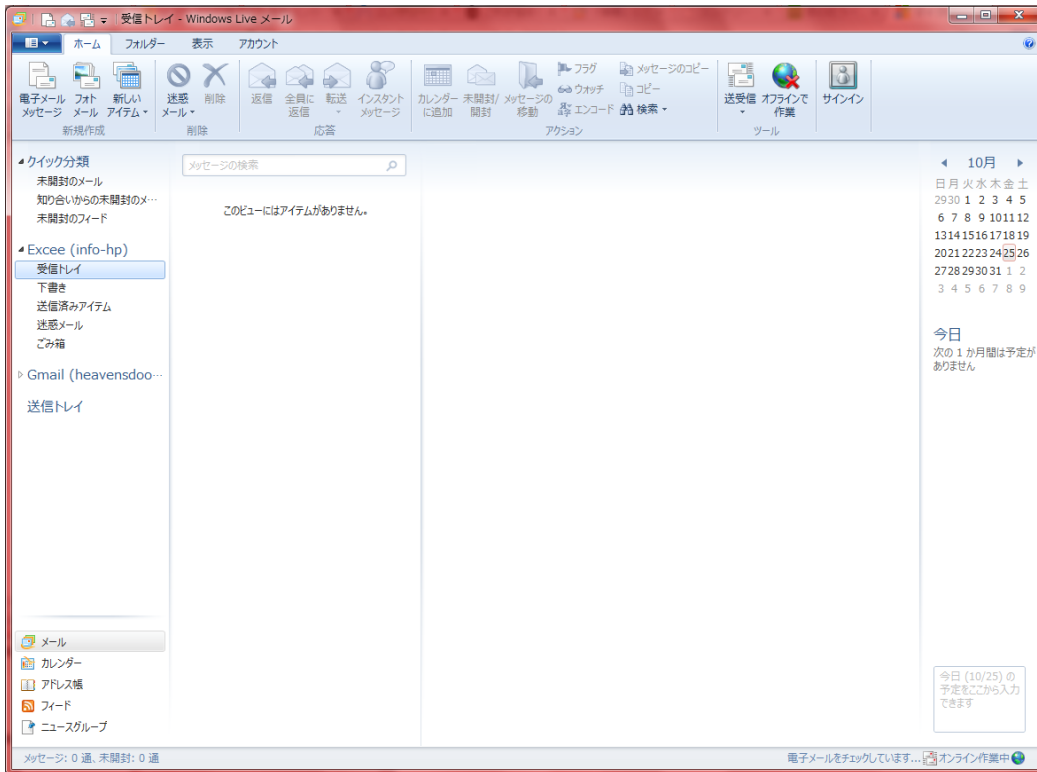 受信トレイ - Windows Live メール
ホーム フォルダー 表示 アカウント
電子メール メッセージ
フォト メール
新しい アイテム
新規作成
迷惑 メール
削除
削除
返信
全員に 返信
転送
インスタント メッセージ
応答
カレンダー に追加
未開封/ 開封
メッセージの 移動
フラグ
ウォッチ
エンコード
メッセージのコピー
コピー
検索
アクション
送受信
オフラインで 作業
ツール
サインイン
クイック分類
未開封のメール
知り合いからの未開封のメ…
未開封のフィード
Excee (info-hp)
受信トレイ
下書き
送信済みアイテム
迷惑メール
ごみ箱
Gmail (heavensdoo…
送信トレイ
メール
カレンダー
アドレス帳
フィード
ニュースグループ
メッセージの検索
このビューにはアイテムがありません。
10月
日 月 火 水 木 金 土
29 30 1 2 3 4 5
6 7 8 9 10 11 12
13 14 15 16 17 18 19
20 21 22 23 24 25 26
27 28 29 30 31 1 2
3 4 5 6 7 8 9
今日
次の 1 か月間は予定が
ありません
今日 (10/25) の
予定をここから入力
できます
メッセージ: 0 通、未開封: 0 通
電子メールをチェックしています... オンライン作業中